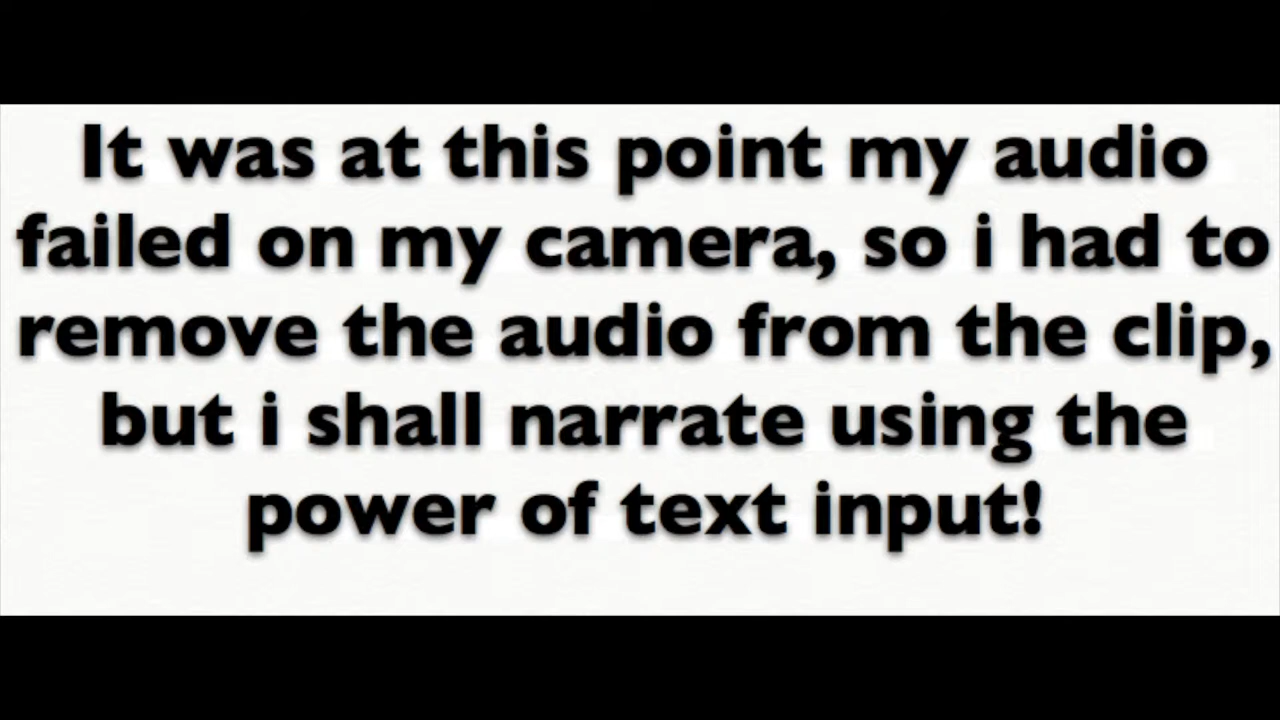 It was at this point my audio
failed on my camera, so i had to
remove the audio from the clip,
but i shall narrate using the
power of text input!